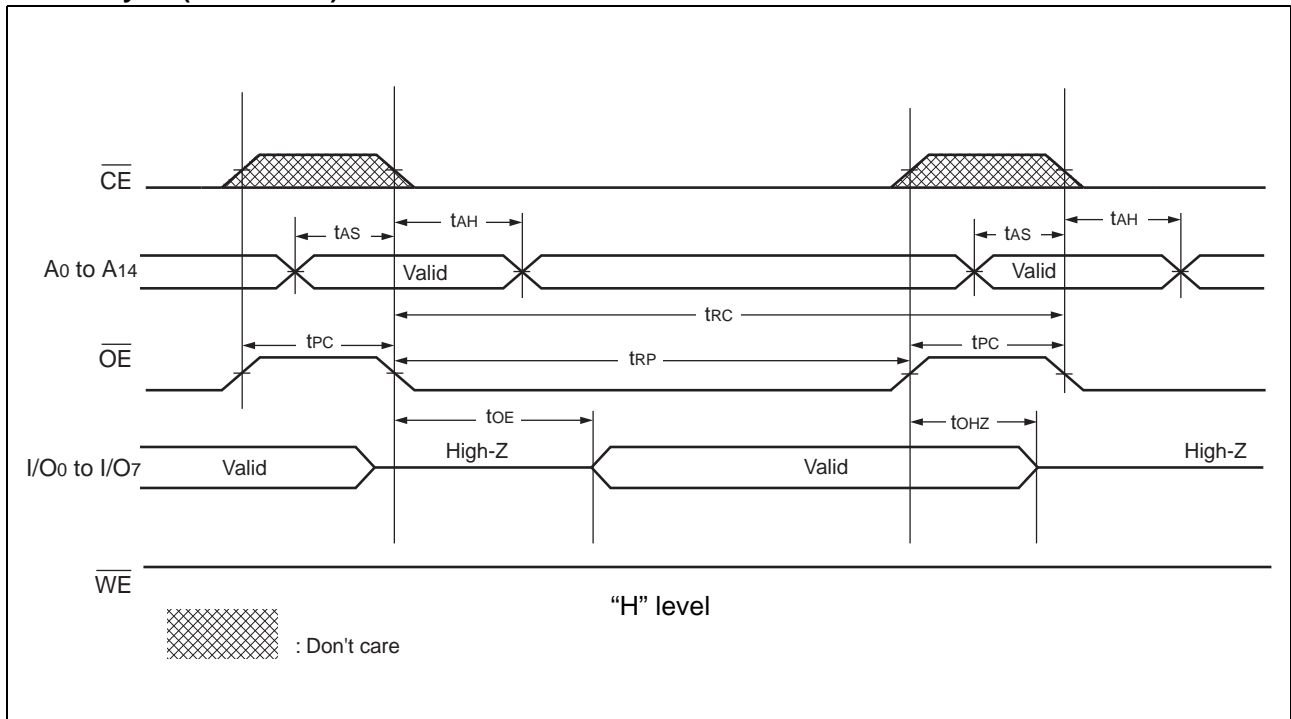 CE
tAS
tAH
tAS
tAH
A0 to A14
Valid
Valid
tRC
tPC
tRP
tPC
OE
tOE
tOHZ
I/O0 to I/O7
Valid
High-Z
Valid
High-Z
WE
“H” level
: Don't care